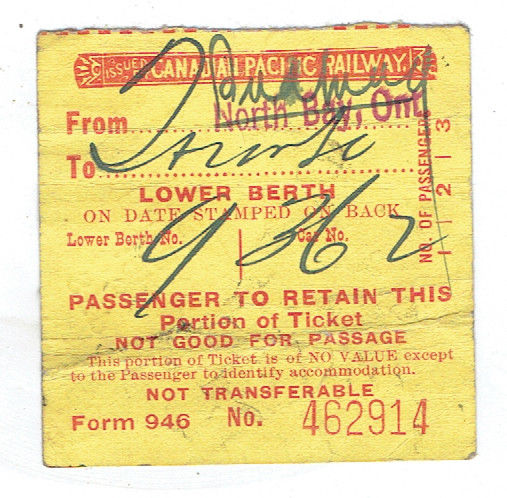 ISSUED CANADIAN PACIFIC RAILWAY.
North Bay, Ont
From
To Toronto
NO. OF PASSENGERS 1 2 3
LOWER BERTH
ON DATE STAMPED ON BACK
Lower Berth No. Car No.
9 362
PASSENGER TO RETAIN THIS
Portion of Ticket
NOT GOOD FOR PASSAGE
This portion of Ticket is of NO VALUE except
to the Passenger to identify accommodation.
NOT TRANSFERABLE
Form 946 No. 462914